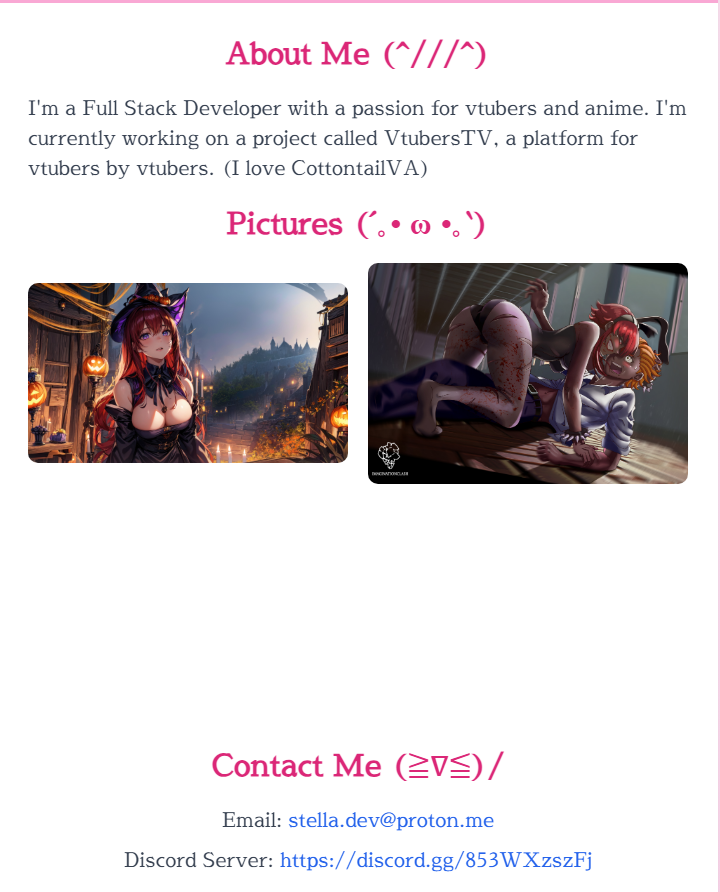 About Me (^///^)
I'm a Full Stack Developer with a passion for vtubers and anime. I'm
currently working on a project called VtubersTV, a platform for
vtubers by vtubers. (I love CottontailVA)
Pictures (´｡• ω •｡`)
Contact Me (≧∇≦)/
Email: stella.dev@proton.me
Discord Server: https://discord.gg/853WXzszFj